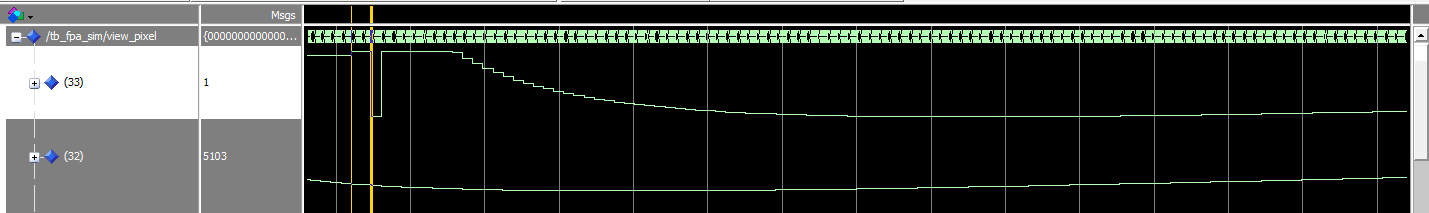 Msgs
/tb_fpa_sim/view_pixel {0000000000000...
(33) 1
(32) 5103